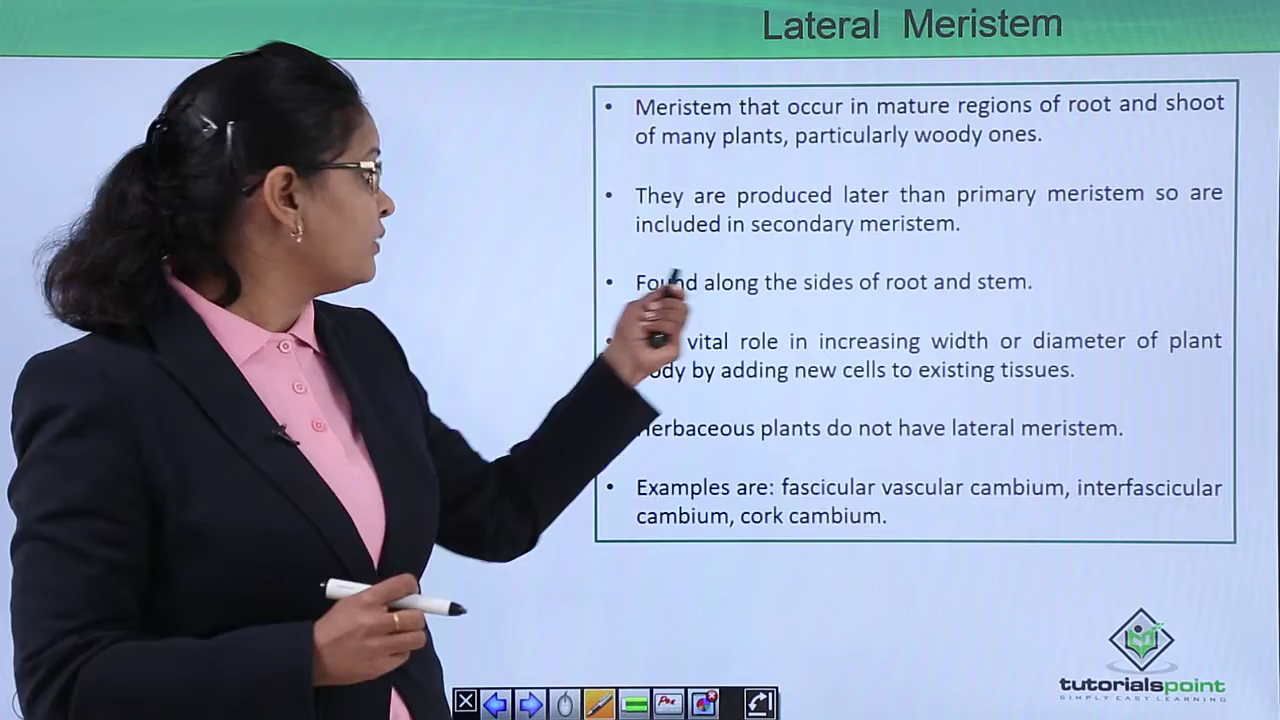 Lateral Meristem
• Meristem that occur in mature regions of root and shoot
of many plants, particularly woody ones.
• They are produced later than primary meristem so are
included in secondary meristem.
• Found along the sides of root and stem.
vital role in increasing width or diameter of plant
body by adding new cells to existing tissues.
Herbaceous plants do not have lateral meristem.
• Examples are: fascicular vascular cambium, interfascicular
cambium, cork cambium.
tutorialspoint
SIMPLY EASY LEARNING